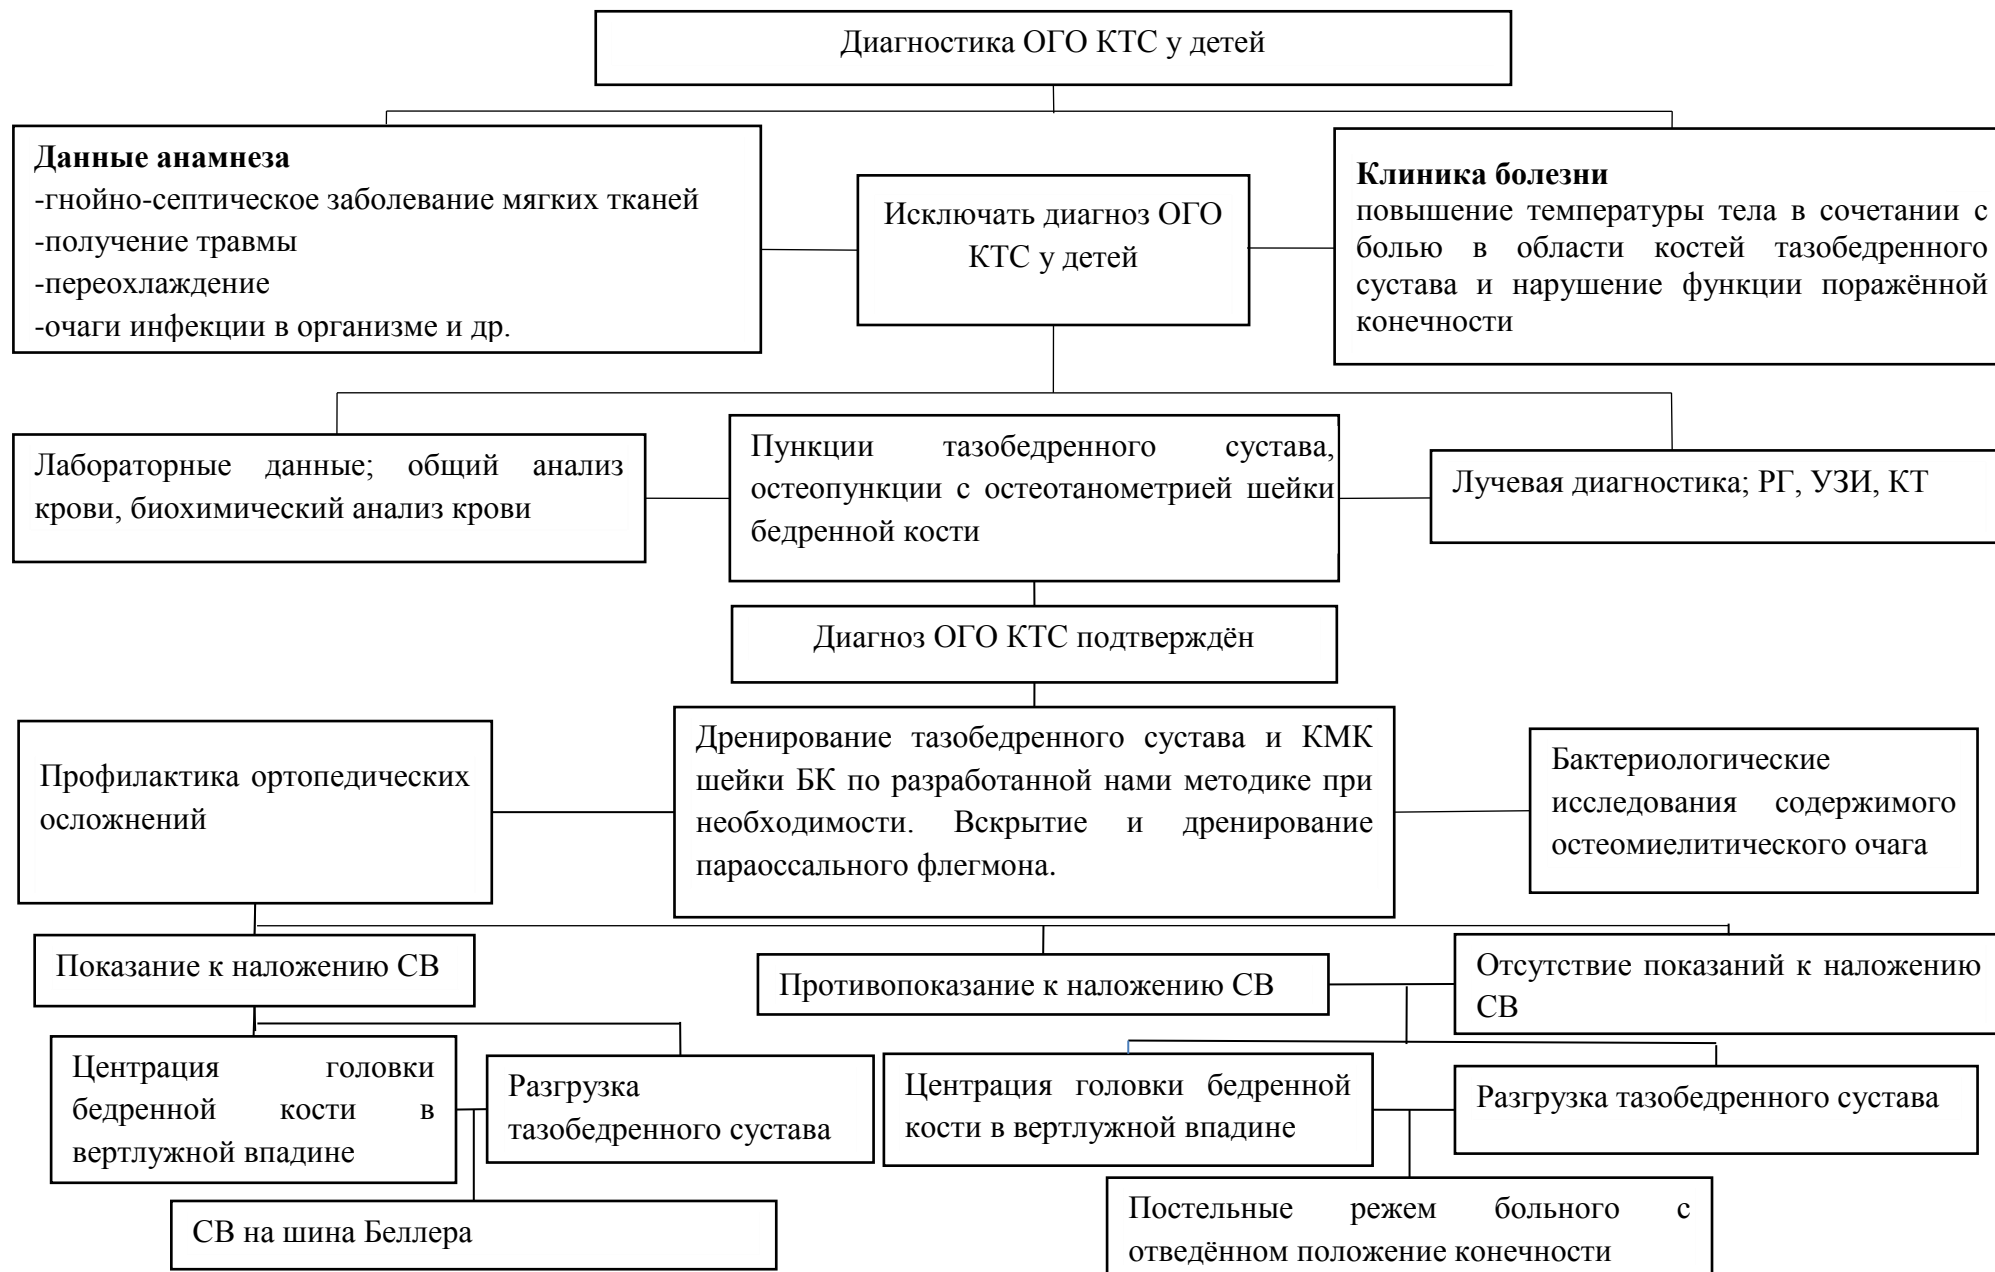 Диагностика ОГО КТС у детей
Данные анамнеза
-гнойно-септическое заболевание мягких тканей
-получение травмы
-переохлаждение
-очаги инфекции в организме и др.
Исключать диагноз ОГО
КТС у детей
Клиника болезни
повышение температуры тела в сочетании с
болью в области костей тазобедренного
сустава и нарушение функции поражённой
конечности
Лабораторные данные; общий анализ
крови, биохимический анализ крови
Пункции тазобедренного сустава,
остеопункции с остеотанометрией шейки
бедренной кости
Лучевая диагностика; РГ, УЗИ, КТ
Диагноз ОГО КТС подтверждён
Профилактика ортопедических
осложнений
Дренирование тазобедренного сустава и КМК
шейки БК по разработанной нами методике при
необходимости. Вскрытие и дренирование
параоссального флегмона.
Бактериологические
исследования содержимого
остеомиелитического очага
Показание к наложению СВ
Противопоказание к наложению СВ
Отсутствие показаний к наложению
СВ
Центрация головки
бедренной кости в
вертлужной впадине
Разгрузка
тазобедренного сустава
Центрация головки бедренной
кости в вертлужной впадине
Разгрузка тазобедренного сустава
СВ на шина Беллера
Постельные режем больного с
отведённом положение конечности